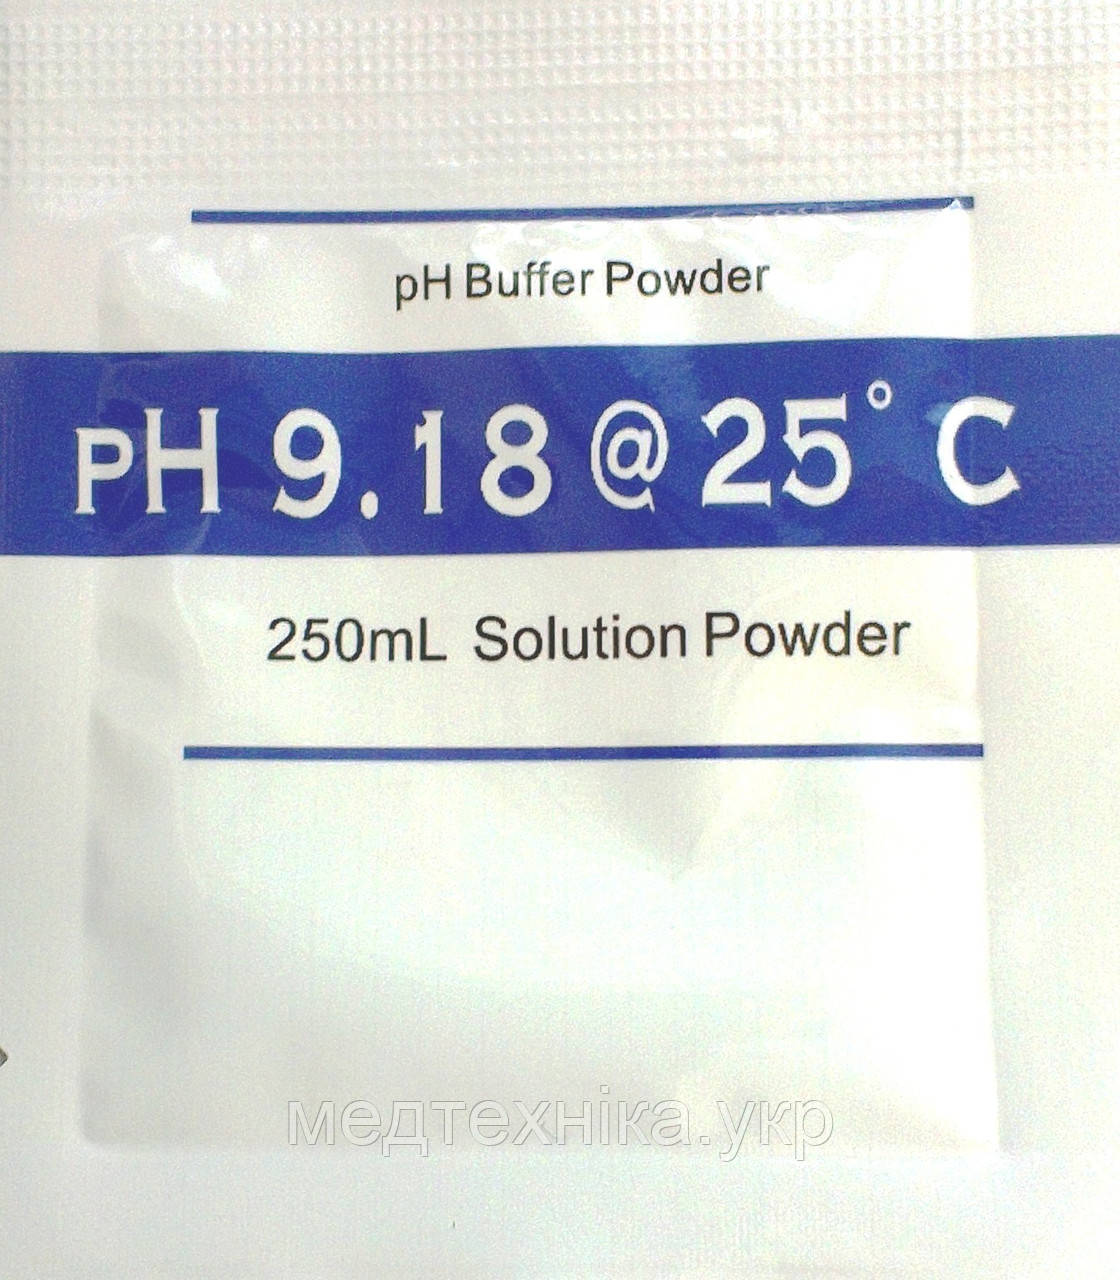 pH Buffer Powder
pH 9.18@25°C
250mL Solution Powder
медтехніка.укр